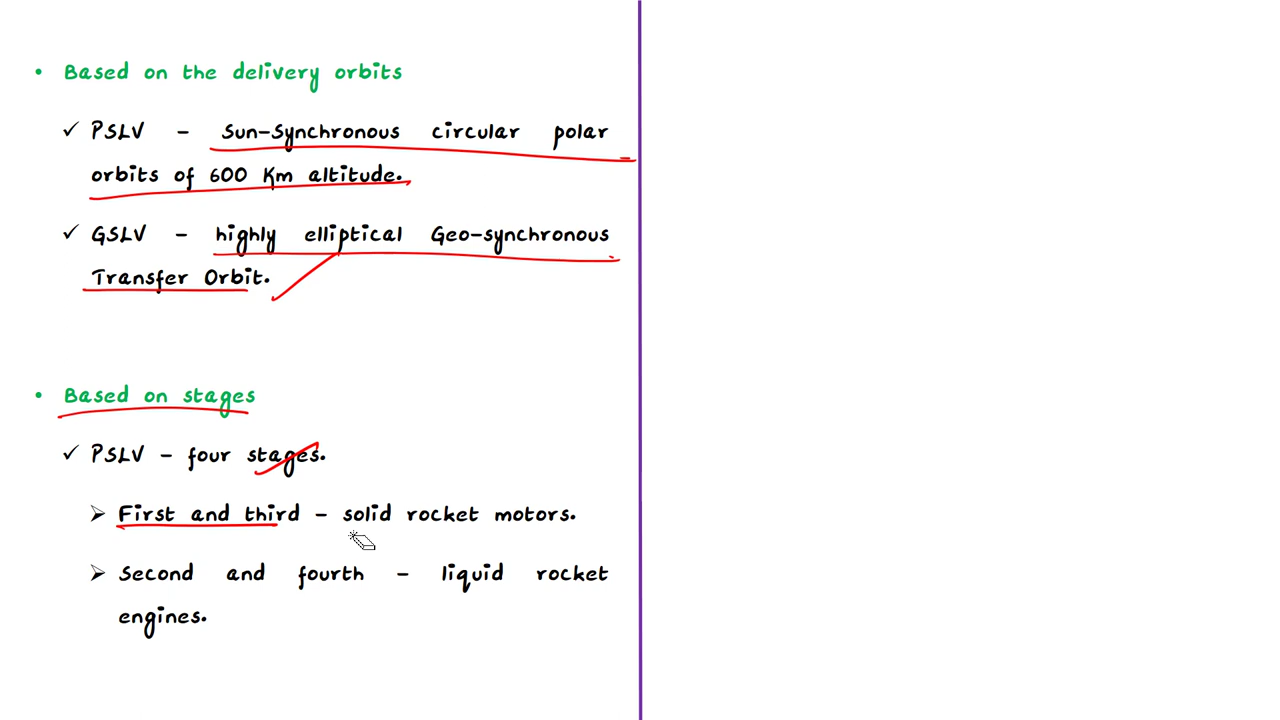 • Based on the delivery orbits
✓ PSLV – Sun-Synchronous circular polar
orbits of 600 Km altitude.
✓ GSLV – highly elliptical Geo-synchronous
Transfer Orbit.
• Based on stages
✓ PSLV – four stages.
➢ First and third – solid rocket motors.
➢ Second and fourth – liquid rocket
engines.